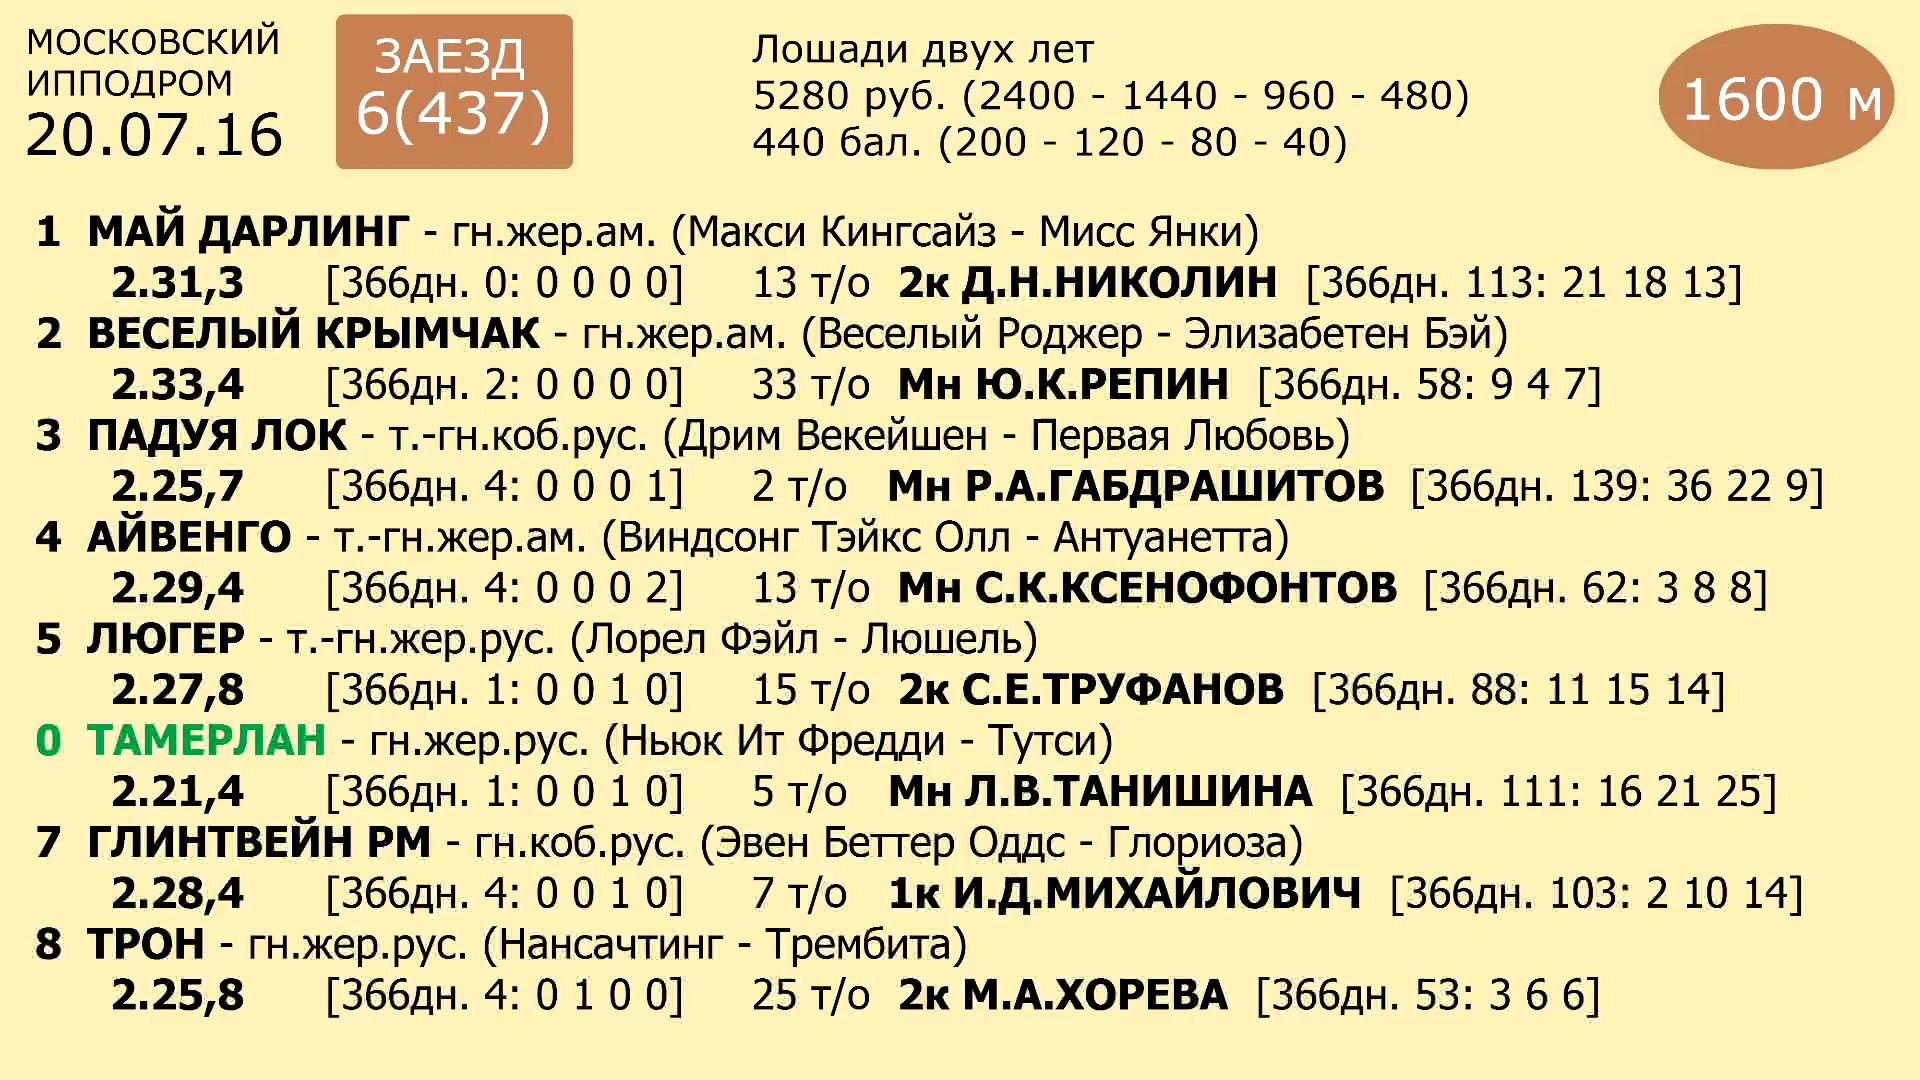 МОСКОВСКИЙ
ИППОДРОМ
20.07.16
ЗАЕЗД
6(437)
Лошади двух лет
5280 руб. (2400 - 1440 - 960 - 480)
440 бал. (200 - 120 - 80 - 40)
1600 м
1 МАЙ ДАРЛИНГ - гн.жер.ам. (Макси Кингсайз - Мисс Янки)
2.31,3 [366дн. 0: 0 0 0 0] 13 т/о 2к Д.Н.НИКОЛИН [366дн. 113: 21 18 13]
2 ВЕСЕЛЫЙ КРЫМЧАК - гн.жер.ам. (Веселый Роджер - Элизабетен Бэй)
2.33,4 [366дн. 2: 0 0 0 0] 33 т/о Мн Ю.К.РЕПИН [366дн. 58: 9 4 7]
3 ПАДУЯ ЛОК - т.-гн.коб.рус. (Дрим Векейшен - Первая Любовь)
2.25,7 [366дн. 4: 0 0 0 1] 2 т/о Мн Р.А.ГАБДРАШИТОВ [366дн. 139: 36 22 9]
4 АЙВЕНГО - т.-гн.жер.ам. (Виндсонг Тэйкс Олл - Антуанетта)
2.29,4 [366дн. 4: 0 0 0 2] 13 т/о Мн С.К.КСЕНОФОНТОВ [366дн. 62: 3 8 8]
5 ЛЮГЕР - т.-гн.жер.рус. (Лорел Фэйл - Люшель)
2.27,8 [366дн. 1: 0 0 1 0] 15 т/о 2к С.Е.ТРУФАНОВ [366дн. 88: 11 15 14]
0 ТАМЕРЛАН - гн.жер.рус. (Ньюк Ит Фредди - Тутси)
2.21,4 [366дн. 1: 0 0 1 0] 5 т/о Мн Л.В.ТАНИШИНА [366дн. 111: 16 21 25]
7 ГЛИНТВЕЙН РМ - гн.коб.рус. (Эвен Беттер Оддс - Глориоза)
2.28,4 [366дн. 4: 0 0 1 0] 7 т/о 1к И.Д.МИХАЙЛОВИЧ [366дн. 103: 2 10 14]
8 ТРОН - гн.жер.рус. (Нансачтинг - Трембита)
2.25,8 [366дн. 4: 0 1 0 0] 25 т/о 2к М.А.ХОРЕВА [366дн. 53: 3 6 6]